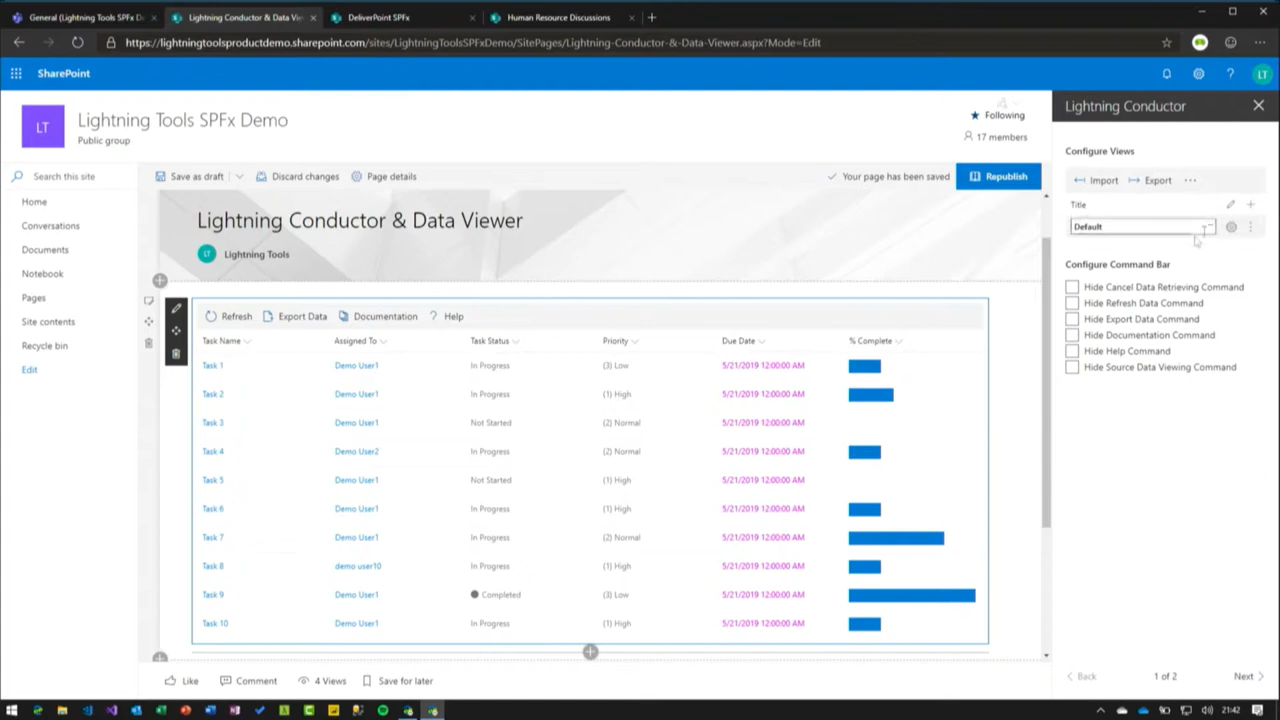 General (Lightning Tools SPFx D
Lightning Conductor & Data Vie
DeliverPoint SPFx
Human Resource Discussions
https://lightningtoolsproductdemo.sharepoint.com/sites/LightningToolsSPFxDemo/SitePages/Lightning-Conductor-&-Data-Viewer.aspx?Mode=Edit
SharePoint
LT
LT
Lightning Tools SPFx Demo
Public group
Following
17 members
Search this site
Home
Conversations
Documents
Notebook
Pages
Site contents
Recycle bin
Edit
Save as draft
Discard changes
Page details
Your page has been saved
Republish
Lightning Conductor & Data Viewer
LT Lightning Tools
Refresh Export Data Documentation ? Help
Task Name Assigned To Task Status Priority Due Date % Complete
Task 1 Demo User1 In Progress (3) Low 5/21/2019 12:00:00 AM
Task 2 Demo User1 In Progress (1) High 5/21/2019 12:00:00 AM
Task 3 Demo User1 Not Started (2) Normal 5/21/2019 12:00:00 AM
Task 4 Demo User2 In Progress (2) Normal 5/21/2019 12:00:00 AM
Task 5 Demo User1 Not Started (1) High 5/21/2019 12:00:00 AM
Task 6 Demo User1 In Progress (1) High 5/21/2019 12:00:00 AM
Task 7 Demo User1 In Progress (2) Normal 5/21/2019 12:00:00 AM
Task 8 demo user10 In Progress (1) High 5/21/2019 12:00:00 AM
Task 9 Demo User1 Completed (3) Low 5/21/2019 12:00:00 AM
Task 10 Demo User1 In Progress (1) High 5/21/2019 12:00:00 AM
Like Comment 4 Views Save for later
Lightning Conductor
Configure Views
Import Export
Title
Default
Configure Command Bar
Hide Cancel Data Retrieving Command
Hide Refresh Data Command
Hide Export Data Command
Hide Documentation Command
Hide Help Command
Hide Source Data Viewing Command
Back 1 of 2 Next
21:42